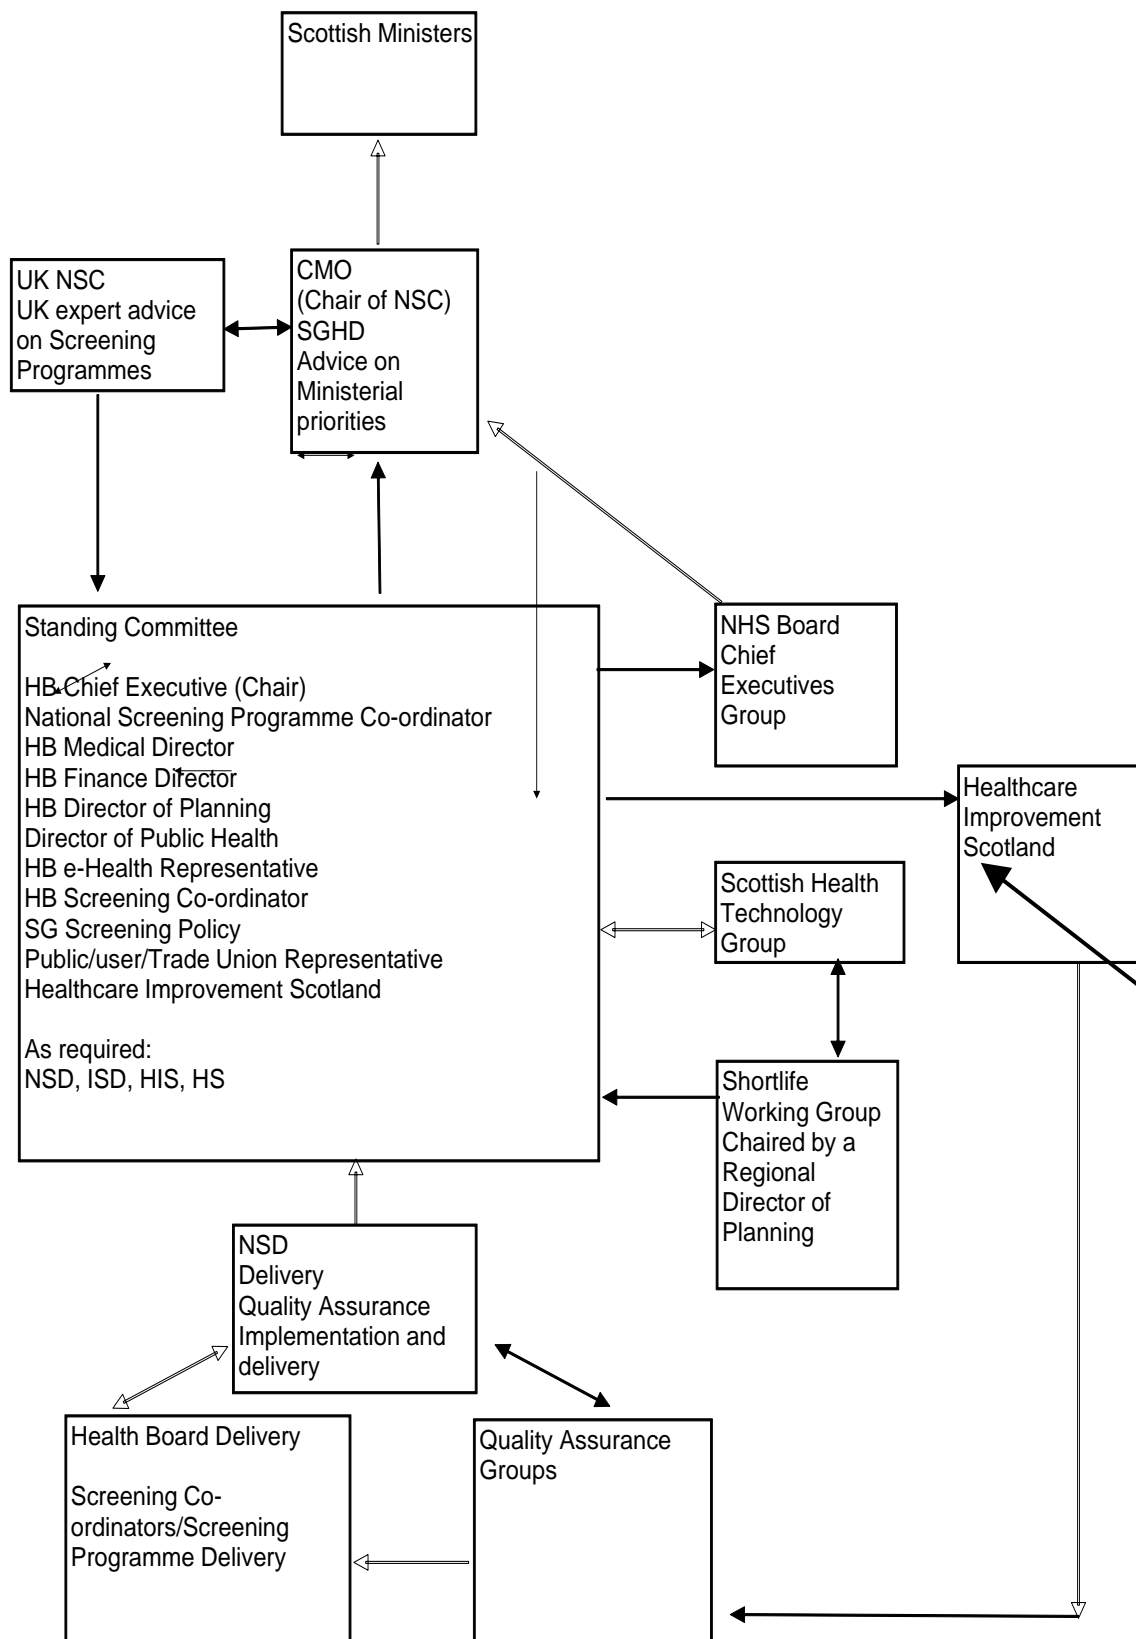 Scottish Ministers
UK NSC
UK expert advice
on Screening
Programmes
CMO
(Chair of NSC)
SGHD
Advice on
Ministerial
priorities
Standing Committee
HB Chief Executive (Chair)
National Screening Programme Co-ordinator
HB Medical Director
HB Finance Director
HB Director of Planning
Director of Public Health
HB e-Health Representative
HB Screening Co-ordinator
SG Screening Policy
Public/user/Trade Union Representative
Healthcare Improvement Scotland
As required:
NSD, ISD, HIS, HS
NHS Board
Chief
Executives
Group
Healthcare
Improvement
Scotland
Scottish Health
Technology
Group
Shortlife
Working Group
Chaired by a
Regional
Director of
Planning
NSD
Delivery
Quality Assurance
Implementation and
delivery
Health Board Delivery
Screening Co-
ordinators/Screening
Programme Delivery
Quality Assurance
Groups